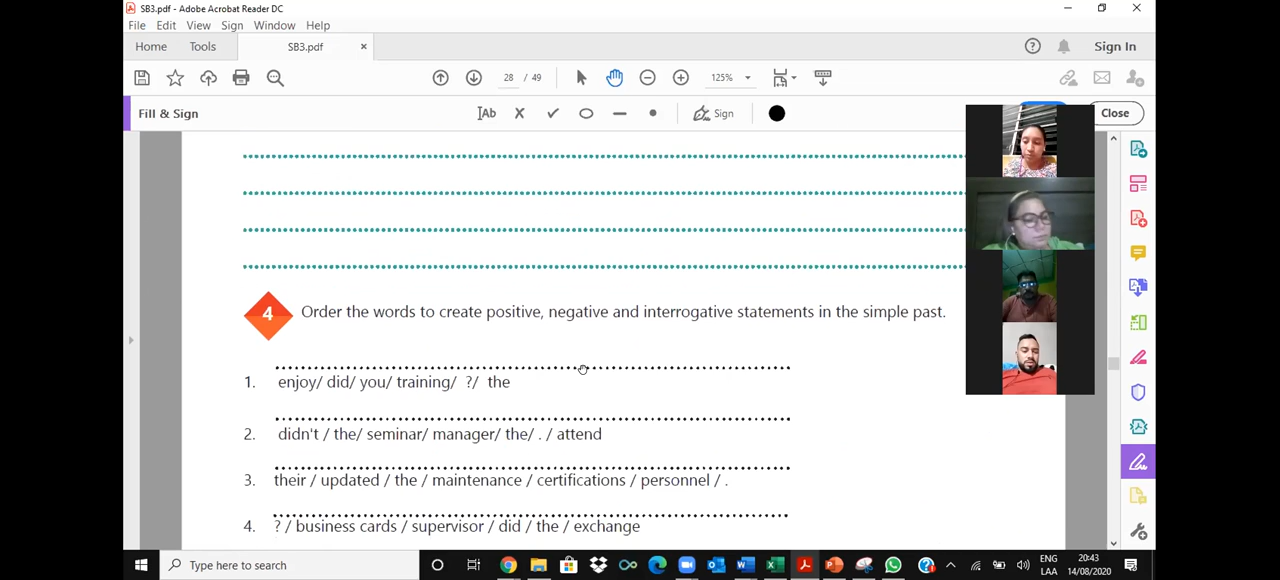 SB3.pdf - Adobe Acrobat Reader DC
File Edit View Sign Window Help
Home Tools SB3.pdf × Sign In
28 / 49 125%
Fill & Sign Ab Sign Close
4 Order the words to create positive, negative and interrogative statements in the simple past.
1. enjoy/ did/ you/ training/ ?/ the
2. didn't / the/ seminar/ manager/ the/ . / attend
3. their / updated / the / maintenance / certifications / personnel / .
4. ? / business cards / supervisor / did / the / exchange
Type here to search
ENG 20:43
LAA 14/08/2020